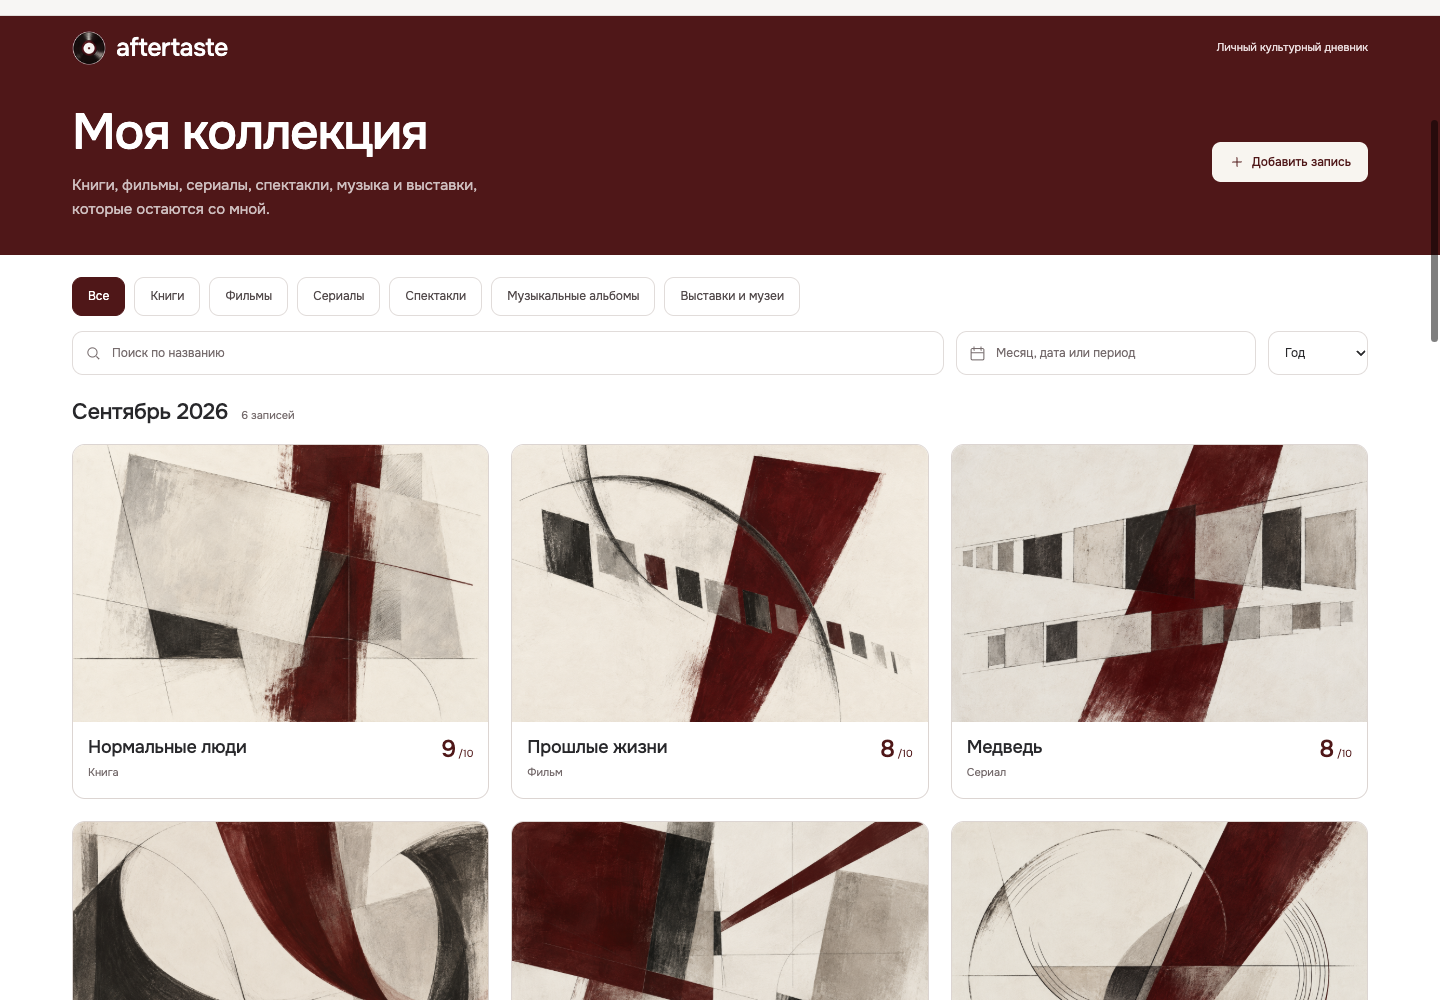 aftertaste
Личный культурный дневник
Моя коллекция
Книги, фильмы, сериалы, спектакли, музыка и выставки,
которые остаются со мной.
Добавить запись
Все
Книги
Фильмы
Сериалы
Спектакли
Музыкальные альбомы
Выставки и музеи
Поиск по названию
Месяц, дата или период
Год
Сентябрь 2026
6 записей
Нормальные люди
9 /10
Книга
Прошлые жизни
8 /10
Фильм
Медведь
8 /10
Сериал